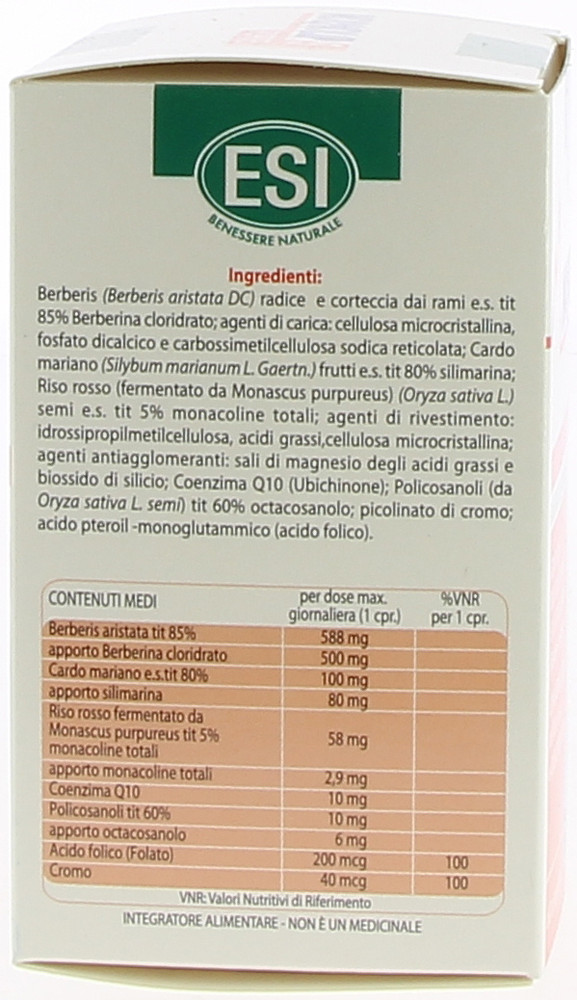 ESI
BENESSERE NATURALE
Ingredienti:
Berberis (Berberis aristata DC) radice e corteccia dai rami e.s. tit
85% Berberina cloridrato; agenti di carica: cellulosa microcristallina,
fosfato dicalcico e carbossimetilcellulosa sodica reticolata; Cardo
mariano (Silybum marianum L. Gaertn.) frutti e.s. tit 80% silimarina;
Riso rosso (fermentato da Monascus purpureus) (Oryza sativa L.)
semi e.s. tit 5% monacoline totali; agenti di rivestimento:
idrossipropilmetilcellulosa, acidi grassi,cellulosa microcristallina;
agenti antiagglomeranti: sali di magnesio degli acidi grassi e
biossido di silicio; Coenzima Q10 (Ubichinone); Policosanoli (da
Oryza sativa L. semi) tit 60% octacosanolo; picolinato di cromo;
acido pteroil -monoglutammico (acido folico).
CONTENUTI MEDI per dose max. giornaliera (1 cpr.) %VNR per 1 cpr.
Berberis aristata tit 85% 588 mg
apporto Berberina cloridrato 500 mg
Cardo mariano e.s.tit 80% 100 mg
apporto silimarina 80 mg
Riso rosso fermentato da
Monascus purpureus tit 5% 58 mg
monacoline totali
apporto monacoline totali 2,9 mg
Coenzima Q10 10 mg
Policosanoli tit 60% 10 mg
apporto octacosanolo 6 mg
Acido folico (Folato) 200 mcg 100
Cromo 40 mcg 100
VNR: Valori Nutritivi di Riferimento
INTEGRATORE ALIMENTARE - NON È UN MEDICINALE